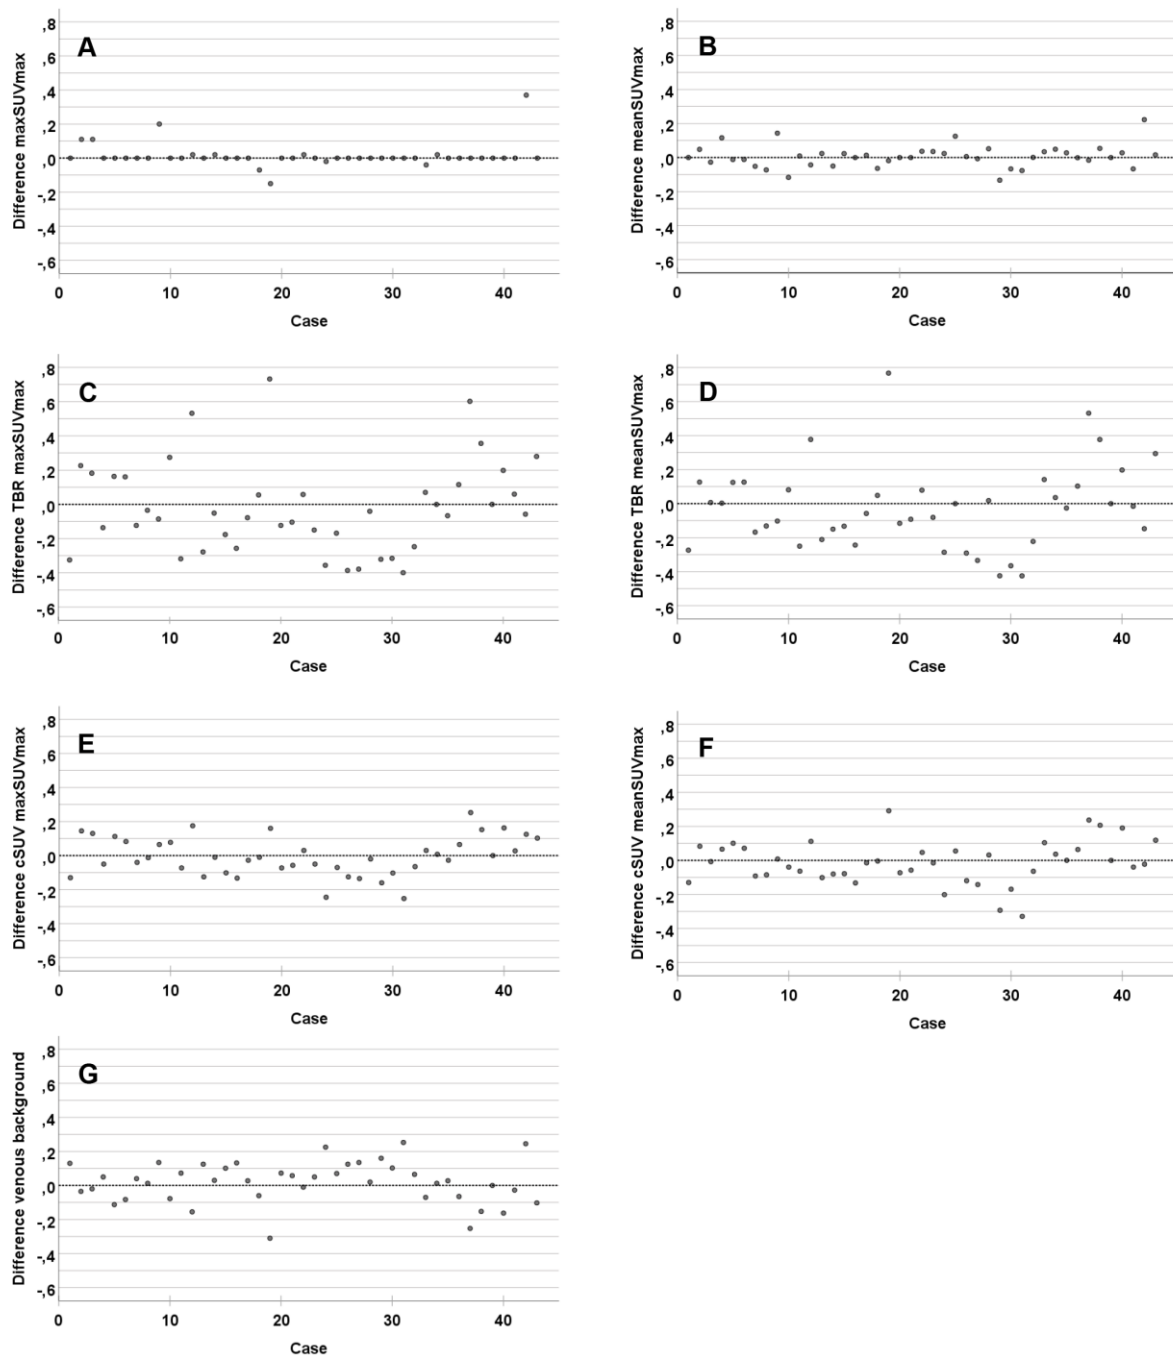 A
Difference maxSUVmax
,8
,6
,4
,2
,0
-,2
-,4
-,6
0 10 20 30 40
Case
B
Difference meanSUVmax
,8
,6
,4
,2
,0
-,2
-,4
-,6
0 10 20 30 40
Case
C
Difference TBR maxSUVmax
,8
,6
,4
,2
,0
-,2
-,4
-,6
0 10 20 30 40
Case
D
Difference TBR meanSUVmax
,8
,6
,4
,2
,0
-,2
-,4
-,6
0 10 20 30 40
Case
E
Difference cSUV maxSUVmax
,8
,6
,4
,2
,0
-,2
-,4
-,6
0 10 20 30 40
Case
F
Difference cSUV meanSUVmax
,8
,6
,4
,2
,0
-,2
-,4
-,6
0 10 20 30 40
Case
G
Difference venous background
,8
,6
,4
,2
,0
-,2
-,4
-,6
0 10 20 30 40
Case